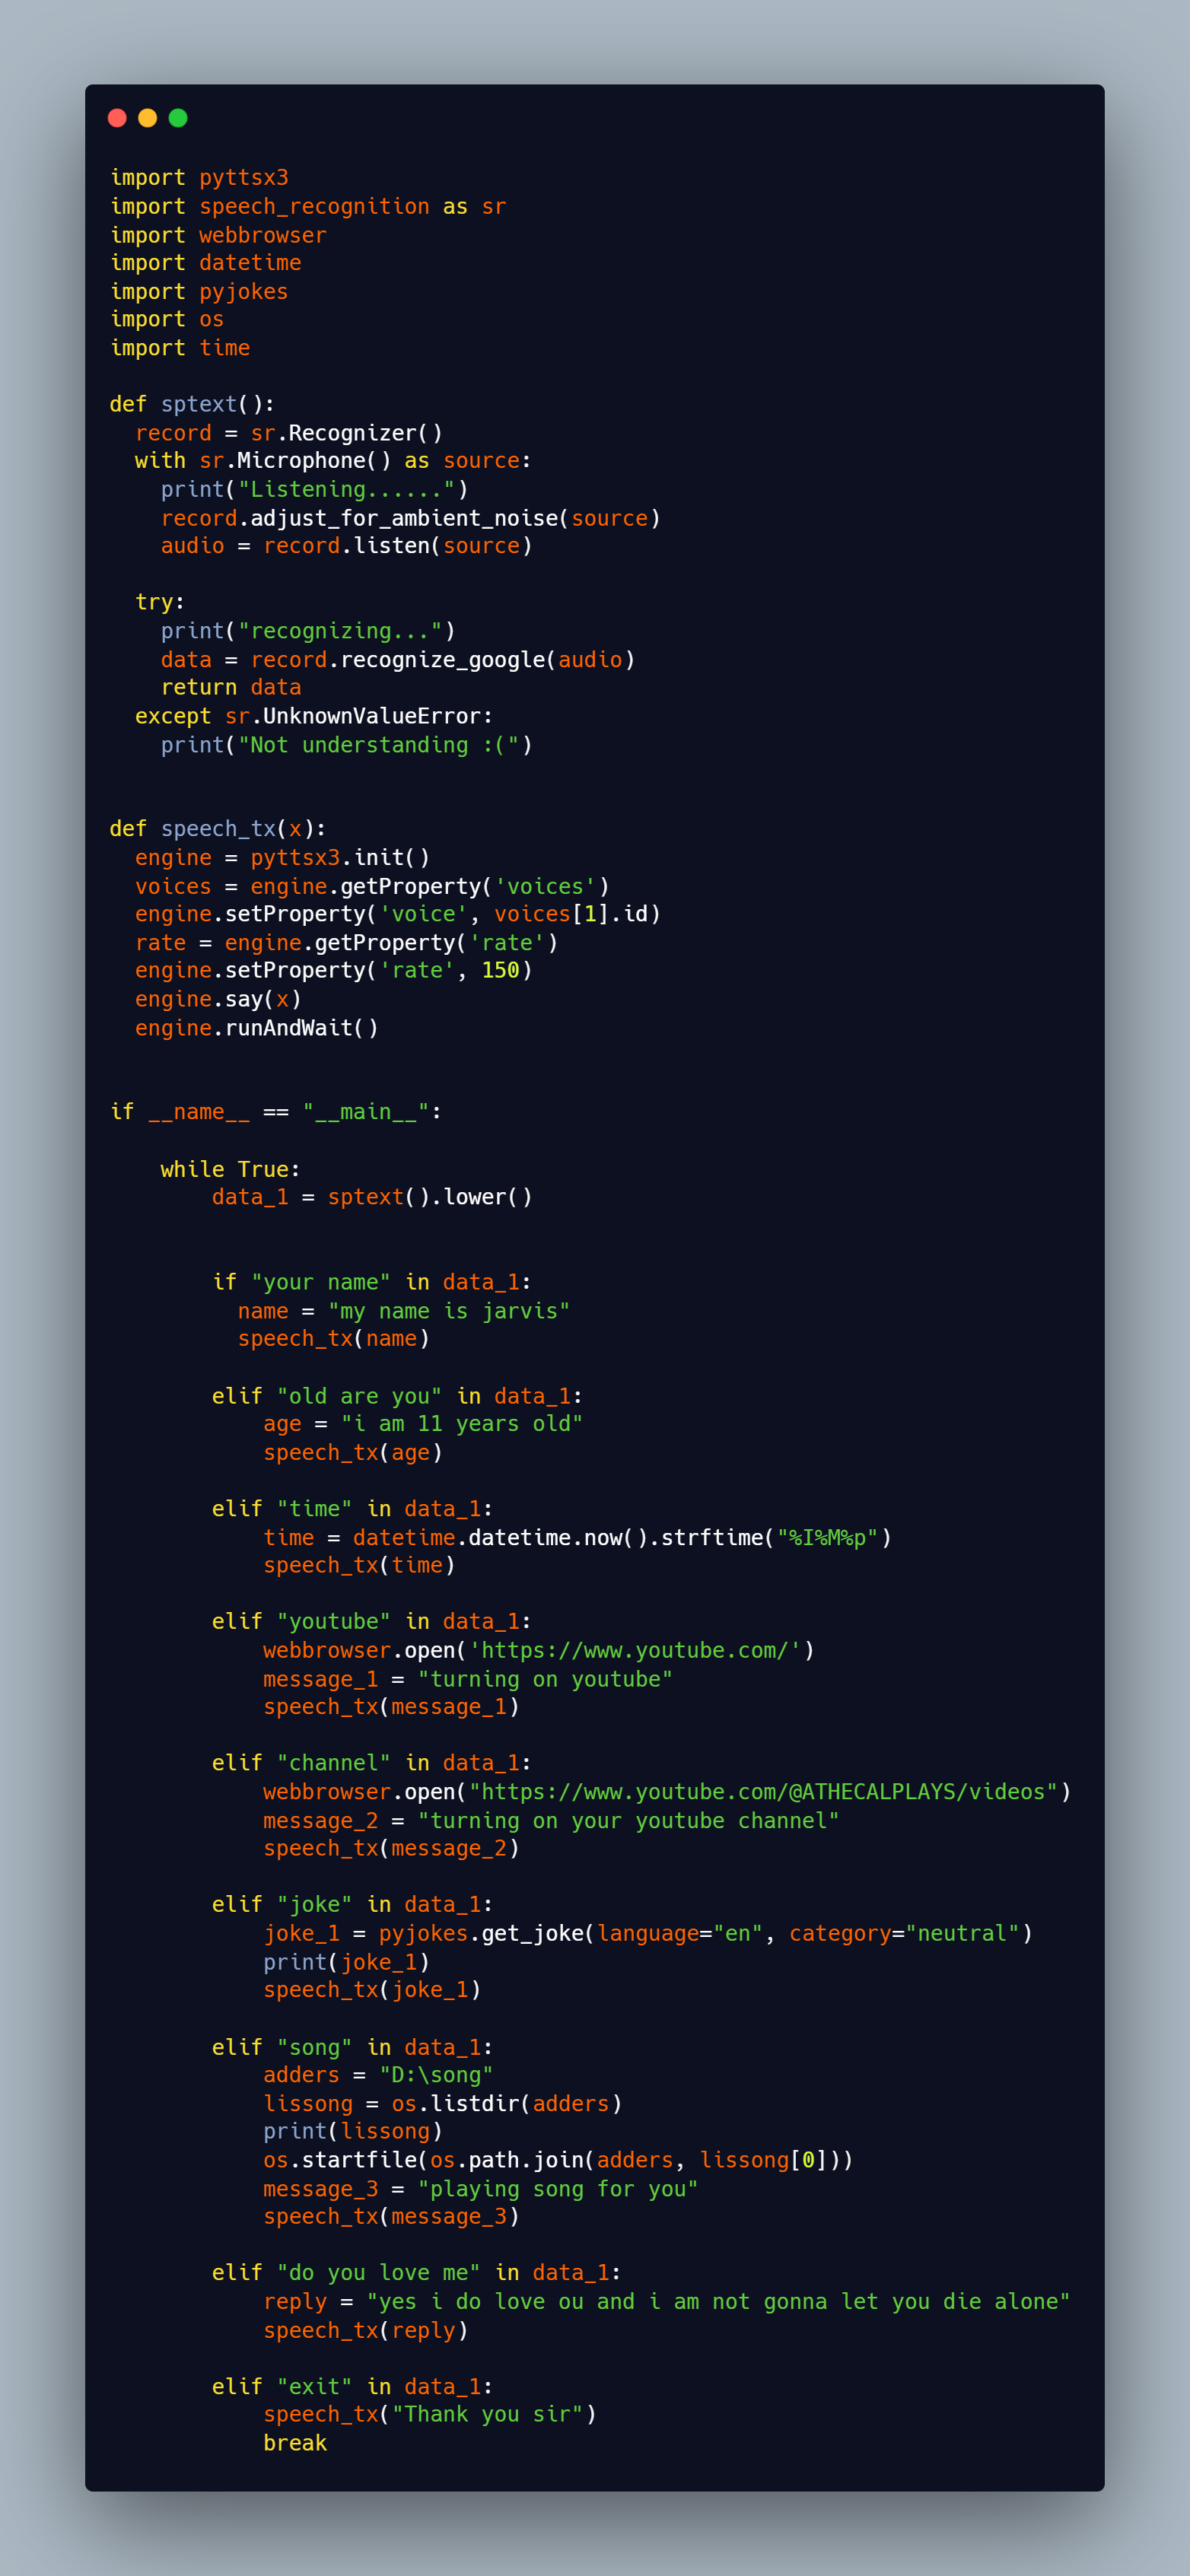 import pyttsx3
import speech_recognition as sr
import webbrowser
import datetime
import pyjokes
import os
import time

def sptext():
  record = sr.Recognizer()
  with sr.Microphone() as source:
    print("Listening......")
    record.adjust_for_ambient_noise(source)
    audio = record.listen(source)

  try:
    print("recognizing...")
    data = record.recognize_google(audio)
    return data
  except sr.UnknownValueError:
    print("Not understanding :(")


def speech_tx(x):
  engine = pyttsx3.init()
  voices = engine.getProperty('voices')
  engine.setProperty('voice', voices[1].id)
  rate = engine.getProperty('rate')
  engine.setProperty('rate', 150)
  engine.say(x)
  engine.runAndWait()


if __name__ == "__main__":

    while True:
        data_1 = sptext().lower()


        if "your name" in data_1:
          name = "my name is jarvis"
          speech_tx(name)

        elif "old are you" in data_1:
            age = "i am 11 years old"
            speech_tx(age)

        elif "time" in data_1:
            time = datetime.datetime.now().strftime("%I%M%p")
            speech_tx(time)

        elif "youtube" in data_1:
            webbrowser.open('https://www.youtube.com/')
            message_1 = "turning on youtube"
            speech_tx(message_1)

        elif "channel" in data_1:
            webbrowser.open("https://www.youtube.com/@ATHECALPLAYS/videos")
            message_2 = "turning on your youtube channel"
            speech_tx(message_2)

        elif "joke" in data_1:
            joke_1 = pyjokes.get_joke(language="en", category="neutral")
            print(joke_1)
            speech_tx(joke_1)

        elif "song" in data_1:
            adders = "D:\song"
            lissong = os.listdir(adders)
            print(lissong)
            os.startfile(os.path.join(adders, lissong[0]))
            message_3 = "playing song for you"
            speech_tx(message_3)

        elif "do you love me" in data_1:
            reply = "yes i do love ou and i am not gonna let you die alone"
            speech_tx(reply)

        elif "exit" in data_1:
            speech_tx("Thank you sir")
            break